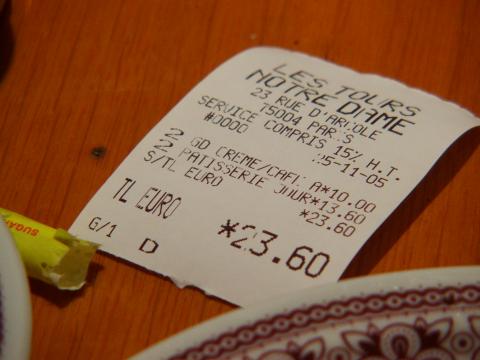 LES TOURS
NOTRE DAME
23 RUE D'ARCOLE
75004 PARIS
SERVICE COMPRIS 15% H.T.
#0000 25-11-05
2 GD CREME/CAFE A*10.00
2 PATISSERIE JOUR*13.60
S/TL EURO *23.60
TL EURO *23.60
G/1 D
SUGAR